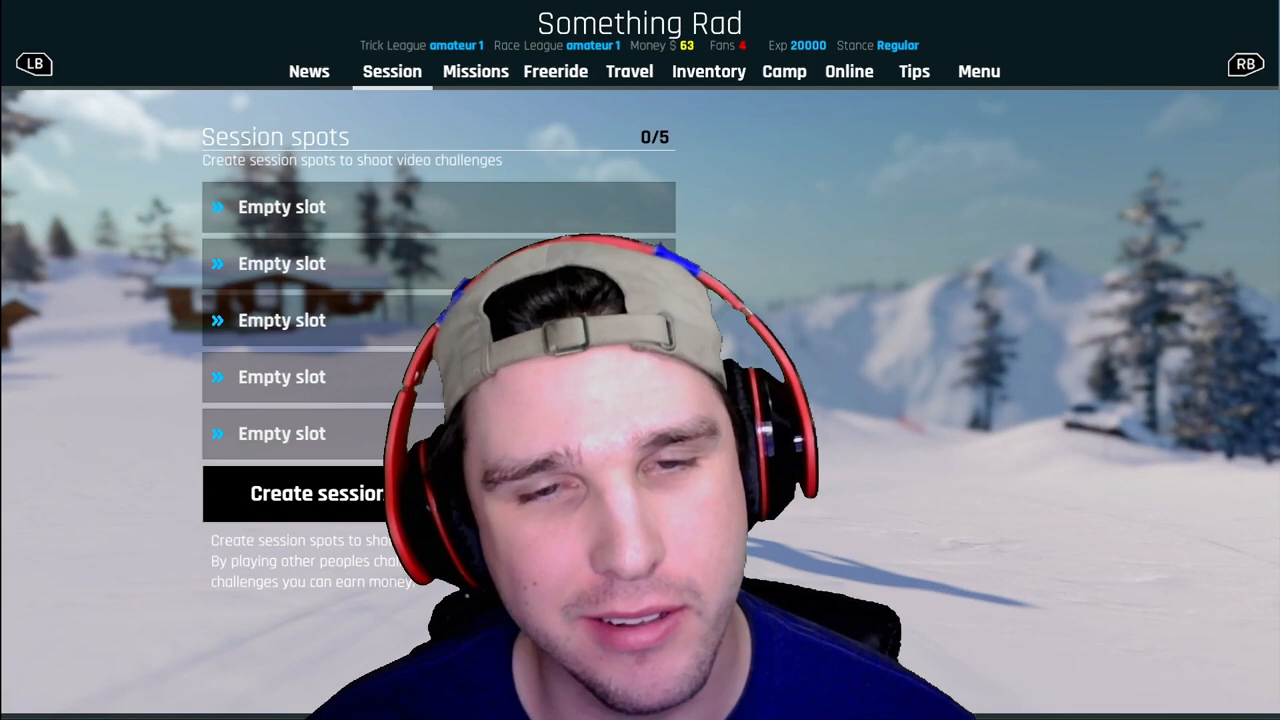 Something Rad
Trick League amateur 1 Race League amateur 1 Money $ 63 Fans 4 Exp 20000 Stance Regular
LB
RB
News Session Missions Freeride Travel Inventory Camp Online Tips Menu
Session spots 0/5
Create session spots to shoot video challenges
» Empty slot
» Empty slot
» Empty slot
» Empty slot
» Empty slot
Create session
Create session spots to
By playing other peoples
challenges you can earn money.